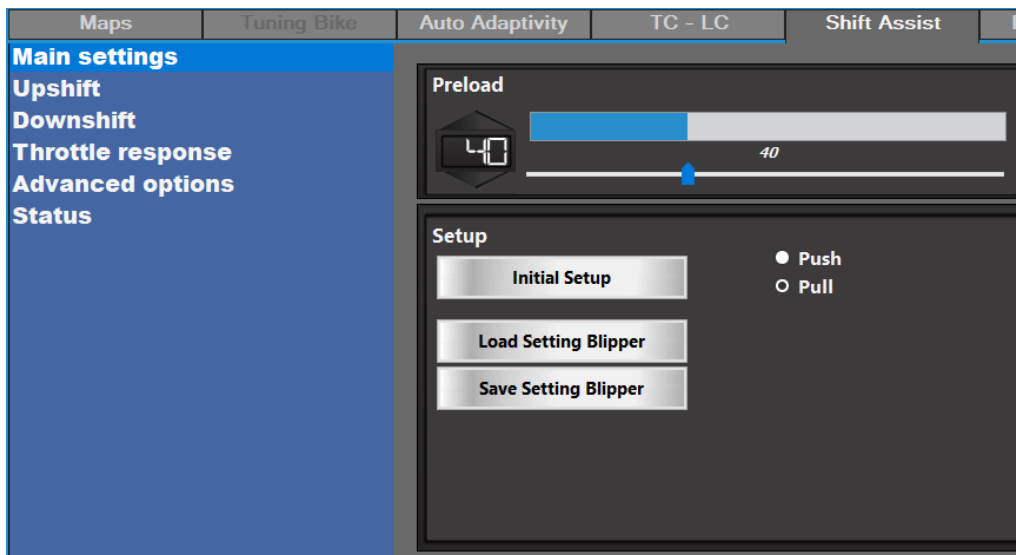 Maps Tuning Bike Auto Adaptivity TC - LC Shift Assist
Main settings
Upshift
Downshift
Throttle response
Advanced options
Status
Preload
40
40
Setup
Initial Setup
Push
Pull
Load Setting Blipper
Save Setting Blipper